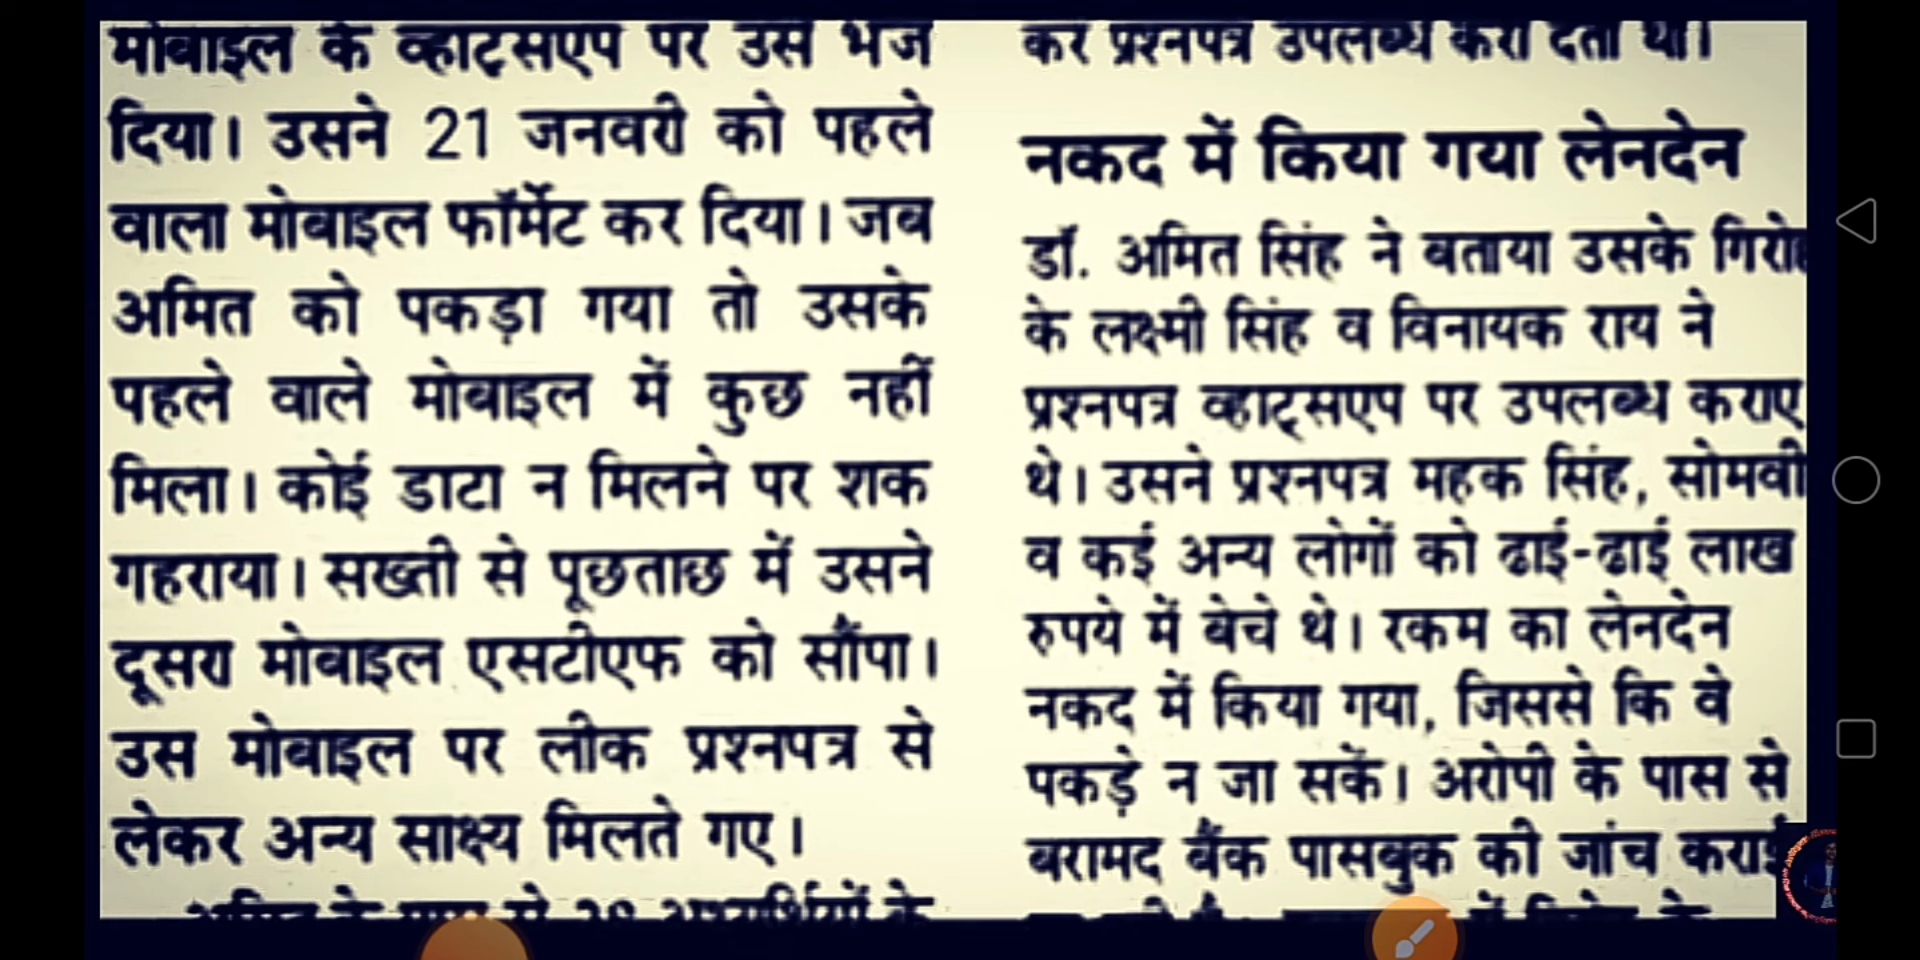 मोबाइल के व्हाट्सएप पर उसे भेज
दिया। उसने 21 जनवरी को पहले
वाला मोबाइल फॉर्मेट कर दिया। जब
अमित को पकड़ा गया तो उसके
पहले वाले मोबाइल में कुछ नहीं
मिला। कोई डाटा न मिलने पर शक
गहराया। सख्ती से पूछताछ में उसने
दूसरा मोबाइल एसटीएफ को सौंपा।
उस मोबाइल पर लीक प्रश्नपत्र से
लेकर अन्य साक्ष्य मिलते गए।
कर प्रश्नपत्र उपलब्ध करा देता था।
नकद में किया गया लेनदेन
डॉ. अमित सिंह ने बताया उसके गिरोह
के लक्ष्मी सिंह व विनायक राय ने
प्रश्नपत्र व्हाट्सएप पर उपलब्ध कराए
थे। उसने प्रश्नपत्र महक सिंह, सोमवी
व कई अन्य लोगों को ढाई-ढाई लाख
रुपये में बेचे थे। रकम का लेनदेन
नकद में किया गया, जिससे कि वे
पकड़े न जा सकें। अरोपी के पास से
बरामद बैंक पासबुक की जांच कराई